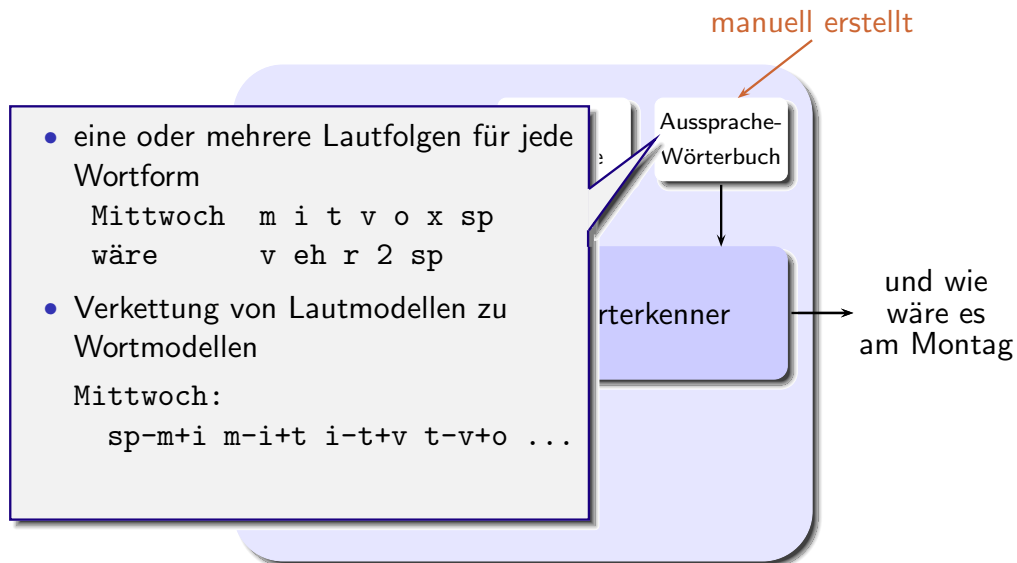 manuell erstellt
Aussprache-
Wörterbuch
• eine oder mehrere Lautfolgen für jede
Wortform
Mittwoch m i t v o x sp
wäre v eh r 2 sp
• Verkettung von Lautmodellen zu
Wortmodellen
Mittwoch:
sp-m+i m-i+t i-t+v t-v+o ...
rterkenner
und wie
wäre es
am Montag